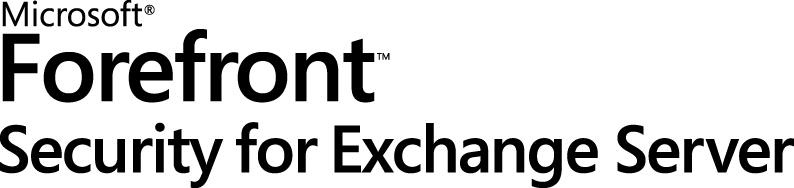 Microsoft®
Forefront™
Security for Exchange Server